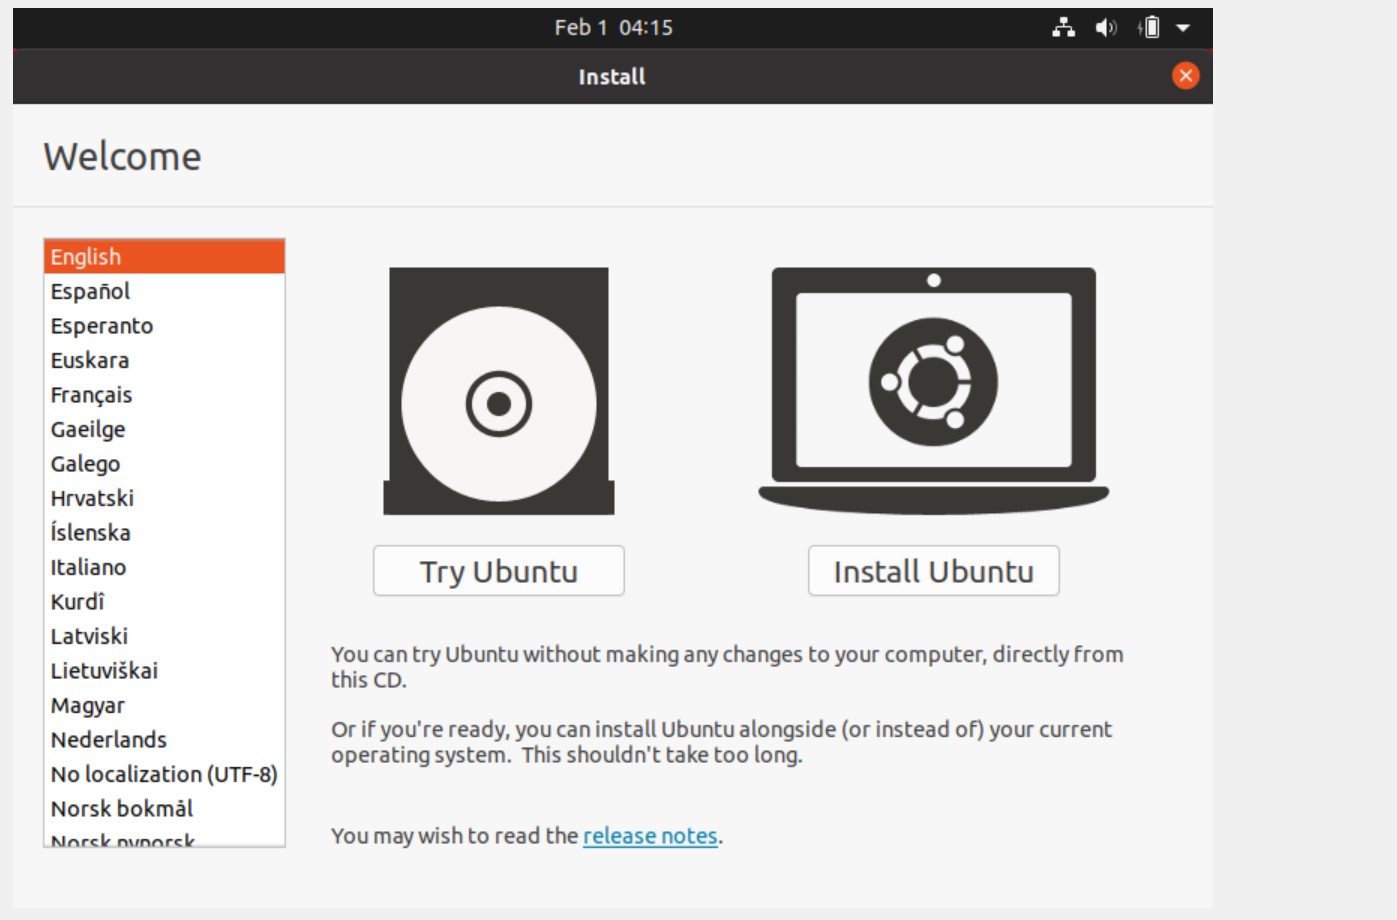 Feb 1 04:15
Install
Welcome
English
Español
Esperanto
Euskara
Français
Gaeilge
Galego
Hrvatski
Íslenska
Italiano
Kurdî
Latviski
Lietuviškai
Magyar
Nederlands
No localization (UTF-8)
Norsk bokmål
Norsk nynorsk
Try Ubuntu
Install Ubuntu
You can try Ubuntu without making any changes to your computer, directly from
this CD.
Or if you're ready, you can install Ubuntu alongside (or instead of) your current
operating system. This shouldn't take too long.
You may wish to read the release notes.